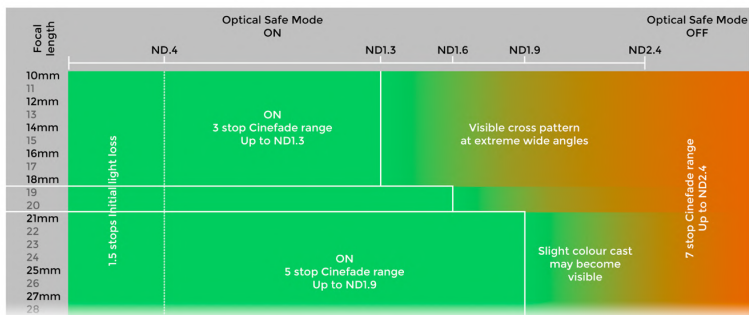 Optical Safe Mode
ON
Optical Safe Mode
OFF
Focal
length
ND.4
ND1.3
ND1.6
ND1.9
ND2.4
10mm
11
12mm
13
14mm
15
16mm
17
18mm
19
20
21mm
22
23
24
25mm
26
27mm
28
1.5 stops Initial light loss
ON
3 stop Cinefade range
Up to ND1.3
Visible cross pattern
at extreme wide angles
ON
5 stop Cinefade range
Up to ND1.9
Slight colour cast
may become
visible
7 stop Cinefade range
Up to ND2.4